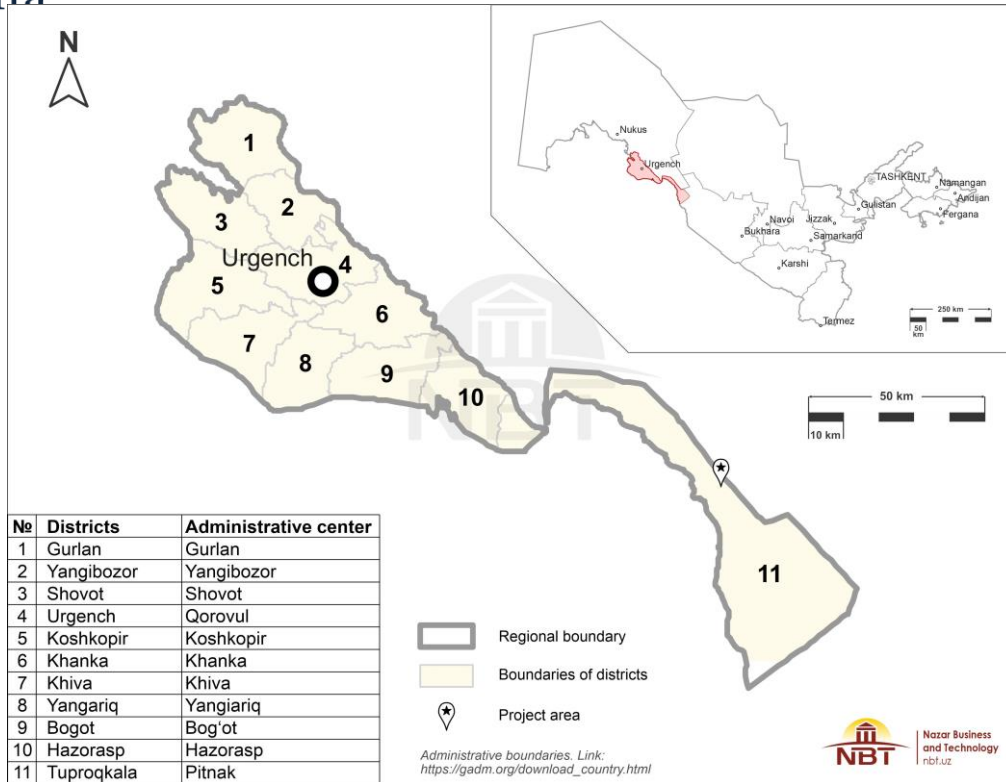 N
1
2
3
4
Urgench
5
6
7
8
9
10
11
NBT
Nukus
Urgench
TASHKENT
Namangan
Andijan
Fergana
Gulistan
Navoi
Jizzak
Bukhara
Samarkand
Karshi
Termez
250 km
50 km
50 km
10 km
№ Districts Administrative center
1 Gurlan Gurlan
2 Yangibozor Yangibozor
3 Shovot Shovot
4 Urgench Qorovul
5 Koshkopir Koshkopir
6 Khanka Khanka
7 Khiva Khiva
8 Yangariq Yangiariq
9 Bogot Bog‘ot
10 Hazorasp Hazorasp
11 Tuproqkala Pitnak
Regional boundary
Boundaries of districts
Project area
Administrative boundaries. Link:
https://gadm.org/download_country.html
NBT
Nazar Business
and Technology
nbt.uz